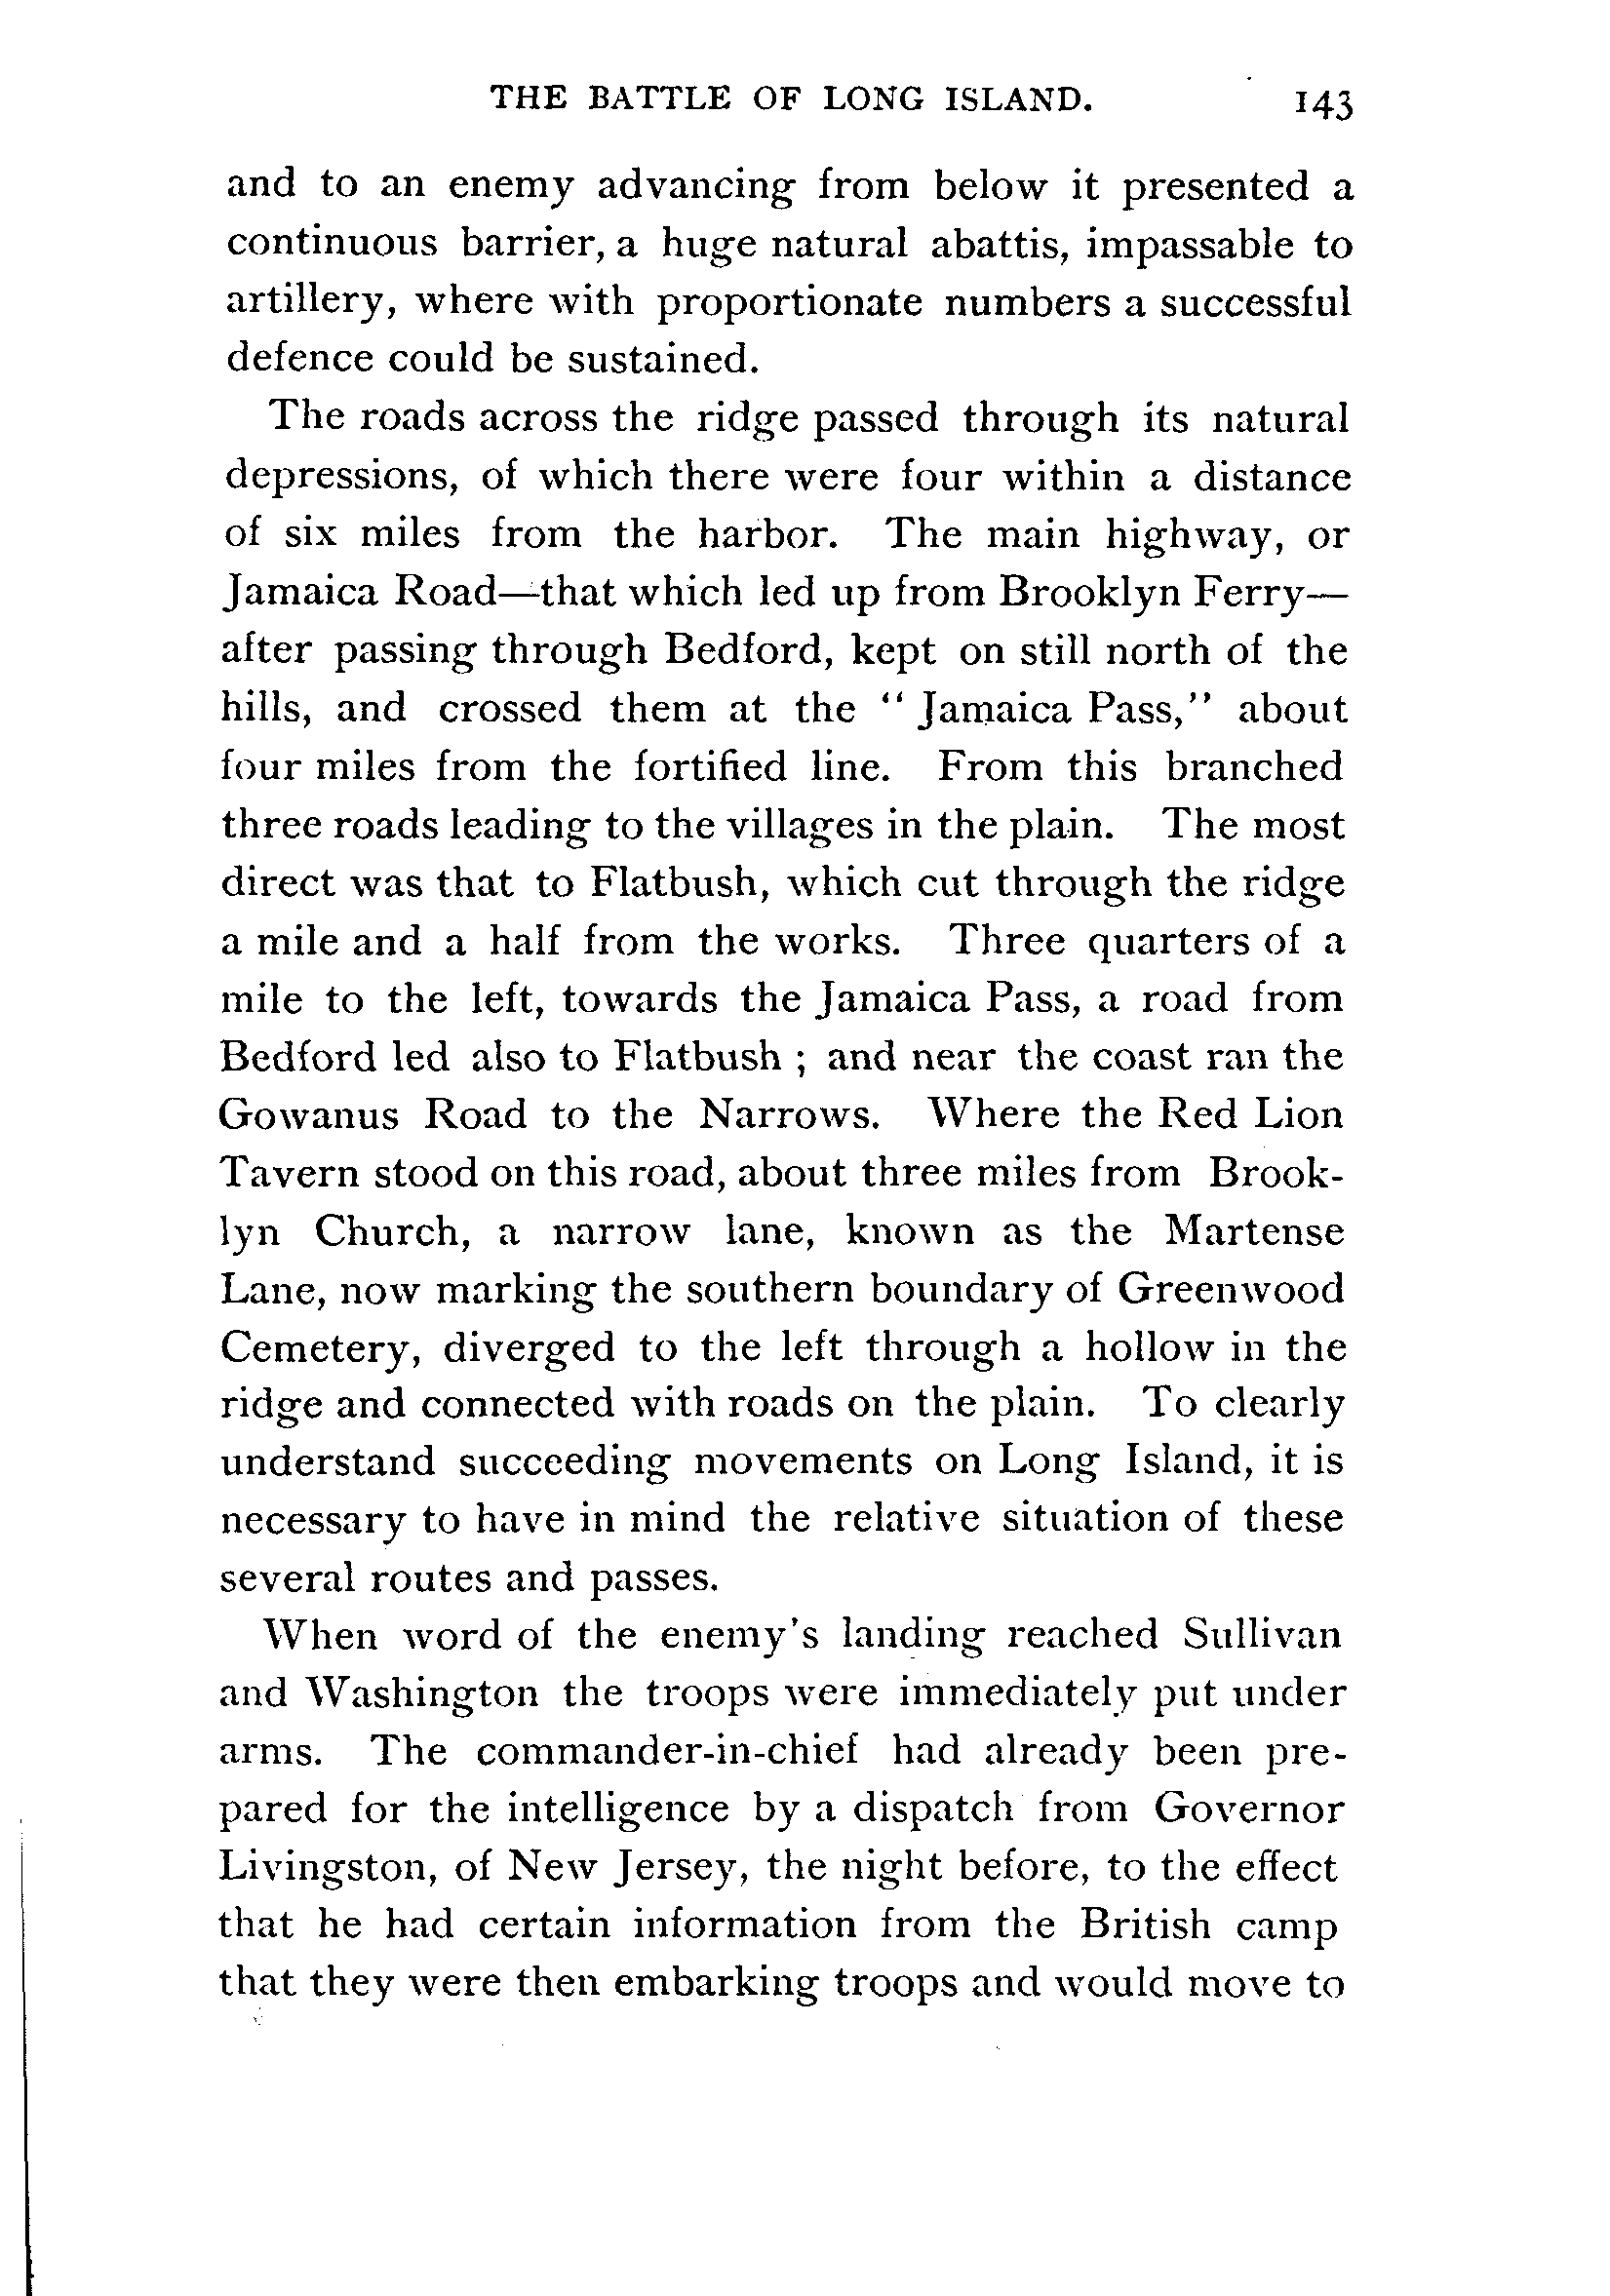 THE BATTLE OF LONG ISLAND. 143
and to an enemy advancing from below it presented a
continuous barrier, a huge natural abattis, impassable to
artillery, where with proportionate numbers a successful
defence could be sustained.
The roads across the ridge passed through its natural
depressions, of which there were four within a distance
of six miles from the harbor. The main highway, or
Jamaica Road—that which led up from Brooklyn Ferry—
after passing through Bedford, kept on still north of the
hills, and crossed them at the “ Jamaica Pass,” about
four miles from the fortified line. From this branched
three roads leading to the villages in the plain. The most
direct was that to Flatbush, which cut through the ridge
a mile and a half from the works. Three quarters of a
mile to the left, towards the Jamaica Pass, a road from
Bedford led also to Flatbush ; and near the coast ran the
Gowanus Road to the Narrows. Where the Red Lion
Tavern stood on this road, about three miles from Brook-
lyn Church, a narrow lane, known as the Martense
Lane, now marking the southern boundary of Greenwood
Cemetery, diverged to the left through a hollow in the
ridge and connected with roads on the plain. To clearly
understand succeeding movements on Long Island, it is
necessary to have in mind the relative situation of these
several routes and passes.
When word of the enemy's landing reached Sullivan
and Washington the troops were immediately put under
arms. The commander-in-chief had already been pre-
pared for the intelligence by a dispatch from Governor
Livingston, of New Jersey, the night before, to the effect
that he had certain information from the British camp
that they were then embarking troops and would move to